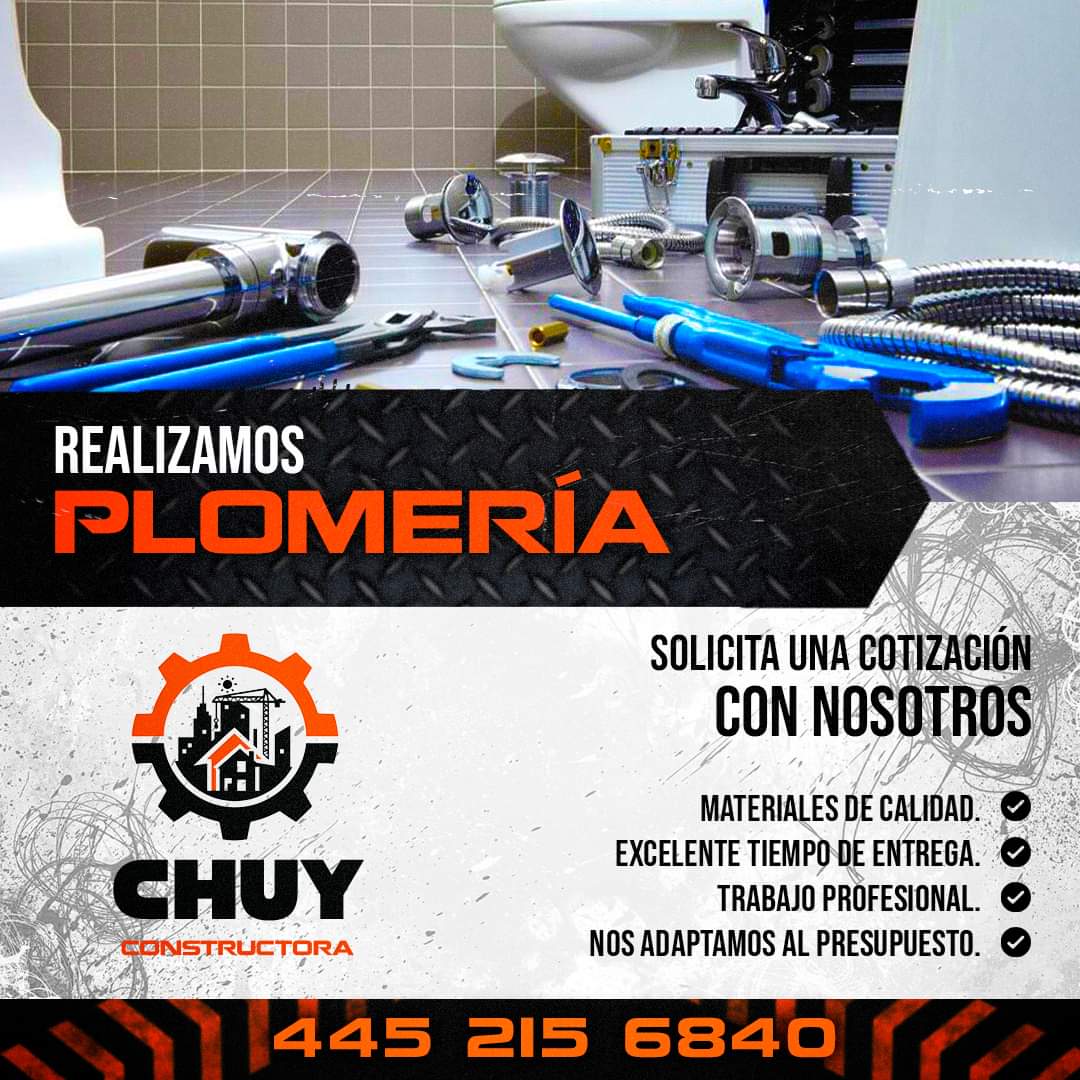 REALIZAMOS
PLOMERÍA
SOLICITA UNA COTIZACIÓN
CON NOSOTROS
MATERIALES DE CALIDAD.
EXCELENTE TIEMPO DE ENTREGA.
TRABAJO PROFESIONAL.
NOS ADAPTAMOS AL PRESUPUESTO.
CHUY
CONSTRUCTORA
445 215 6840